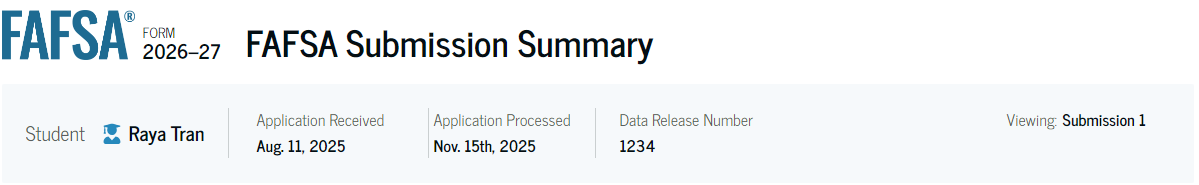 FAFSA® FORM 2026–27 FAFSA Submission Summary
Student Raya Tran
Application Received
Aug. 11, 2025
Application Processed
Nov. 15th, 2025
Data Release Number
1234
Viewing: Submission 1